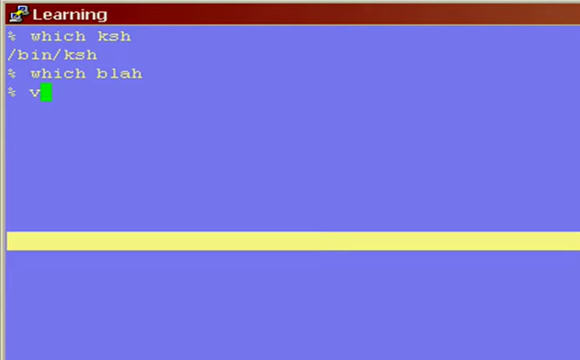 Learning
% which ksh
/bin/ksh
% which blah
% v